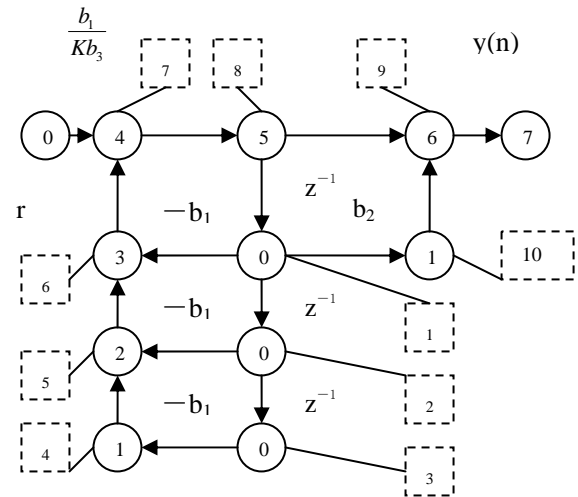 b₁
Kb₃
y(n)
7 8 9
0 4 5 6 7
r －b₁ z⁻¹ b₂
3 0 1 10
6
－b₁ z⁻¹ 1
2 0
5 2
－b₁ z⁻¹
1 0
4 3